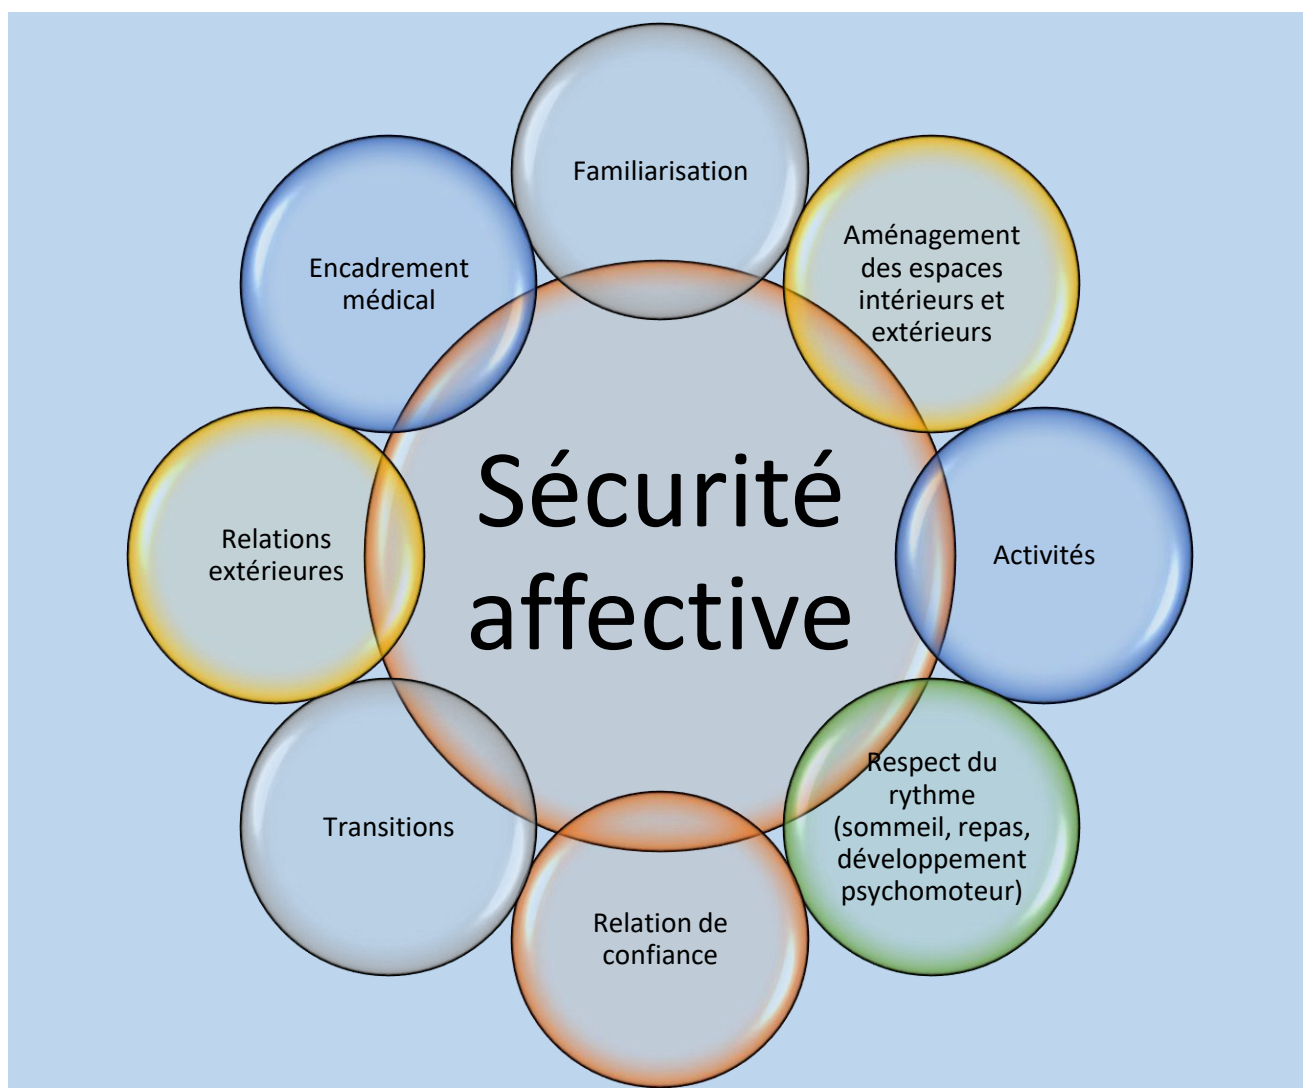 Familiarisation
Aménagement
des espaces
intérieurs et
extérieurs
Activités
Respect du
rythme
(sommeil, repas,
développement
psychomoteur)
Relation de
confiance
Transitions
Relations
extérieures
Encadrement
médical
Sécurité
affective